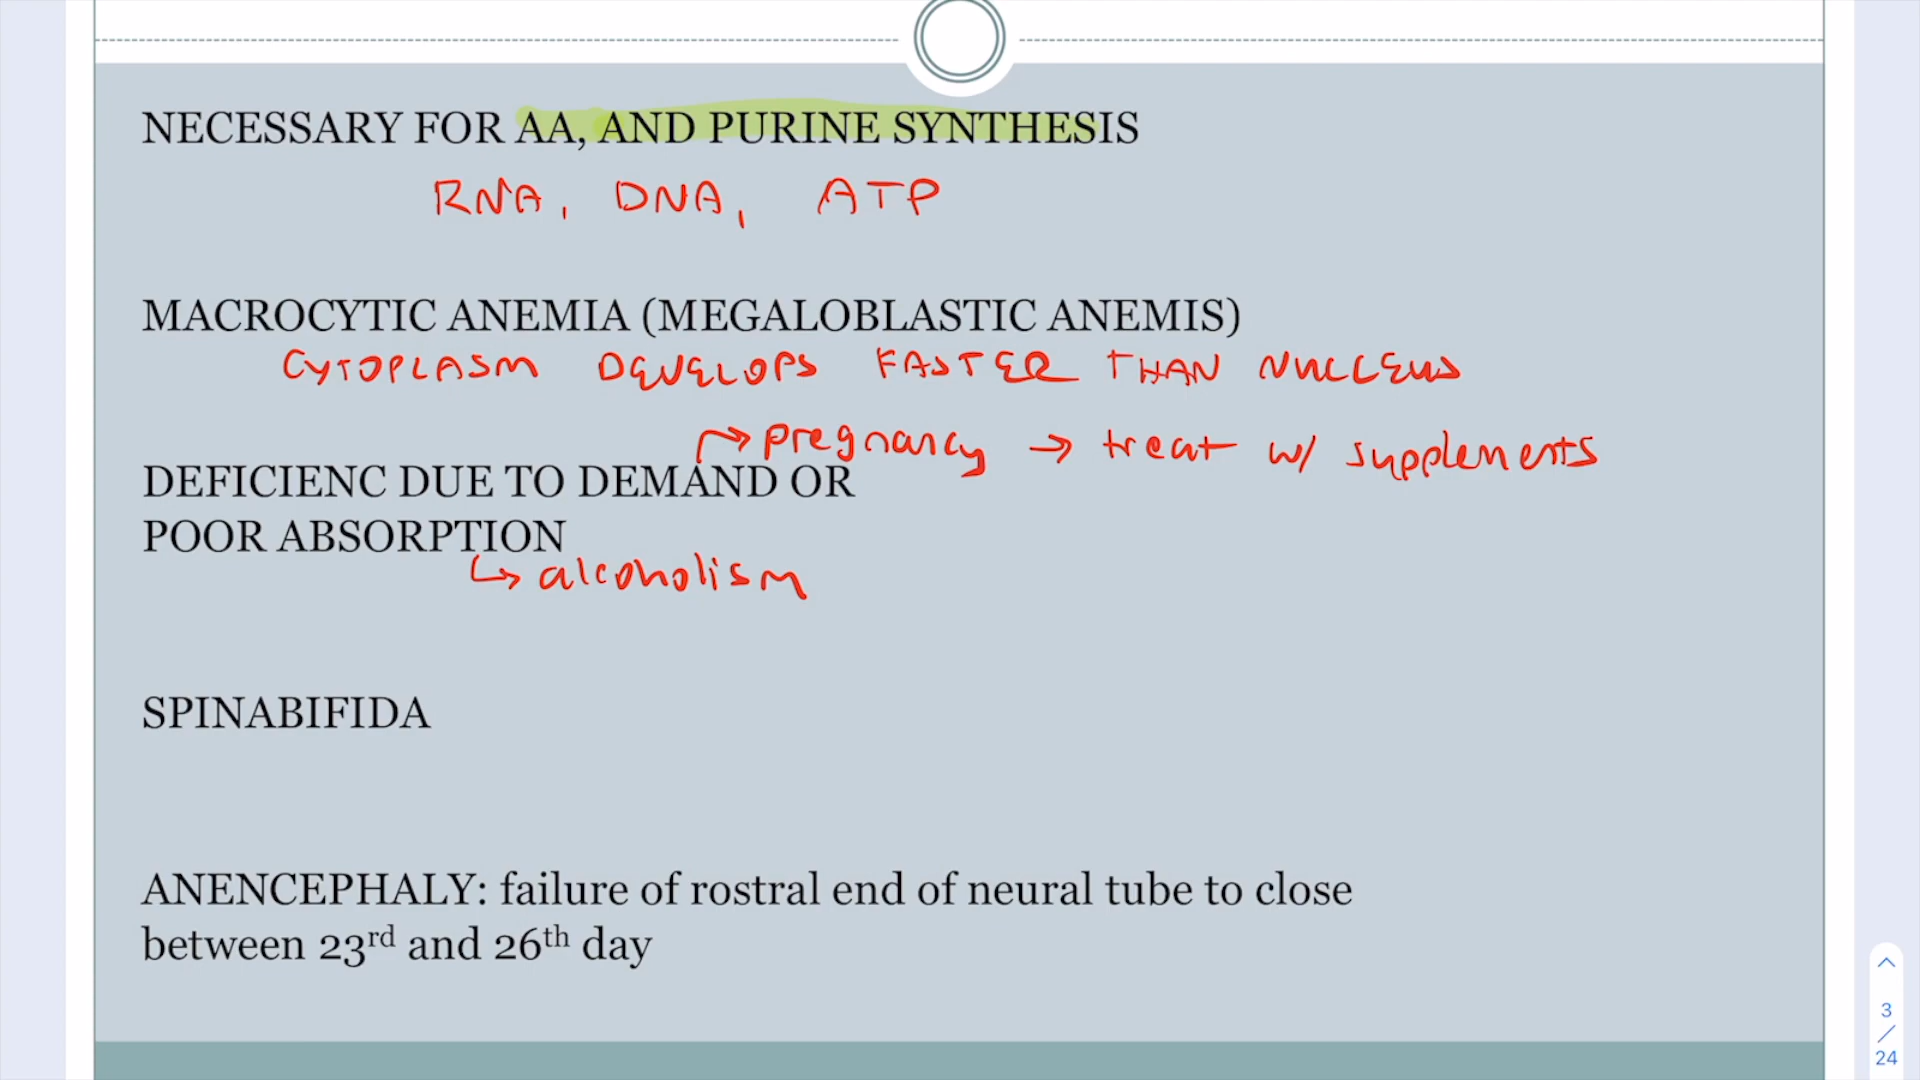 NECESSARY FOR AA, AND PURINE SYNTHESIS
RNA, DNA, ATP
MACROCYTIC ANEMIA (MEGALOBLASTIC ANEMIS)
CYTOPLASM DEVELOPS FASTER THAN NUCLEUS
pregnancy → treat w/ supplements
DEFICIENC DUE TO DEMAND OR
POOR ABSORPTION
alcoholism
SPINABIFIDA
ANENCEPHALY: failure of rostral end of neural tube to close
between 23rd and 26th day
3
/
24